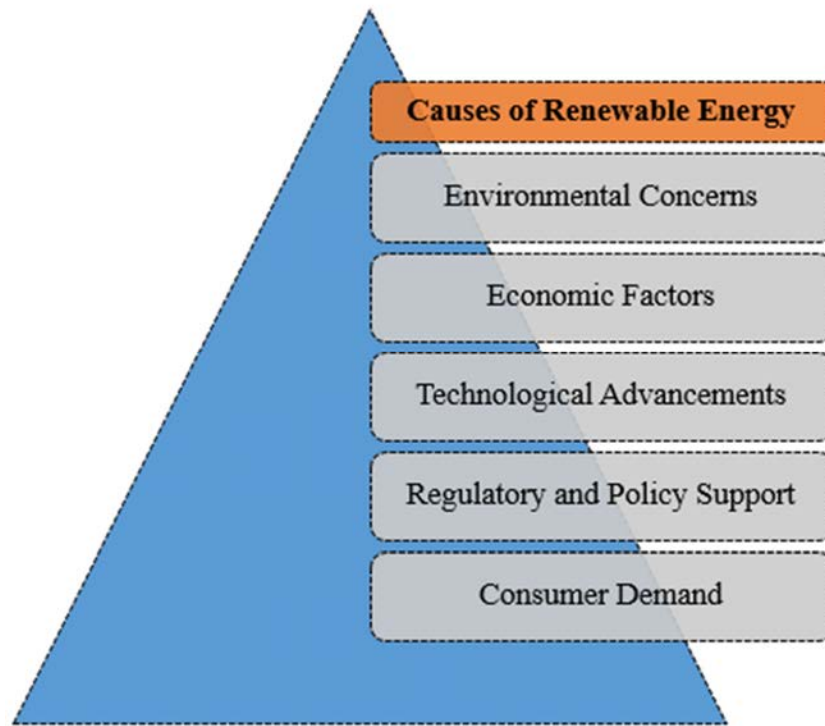 Causes of Renewable Energy
Environmental Concerns
Economic Factors
Technological Advancements
Regulatory and Policy Support
Consumer Demand